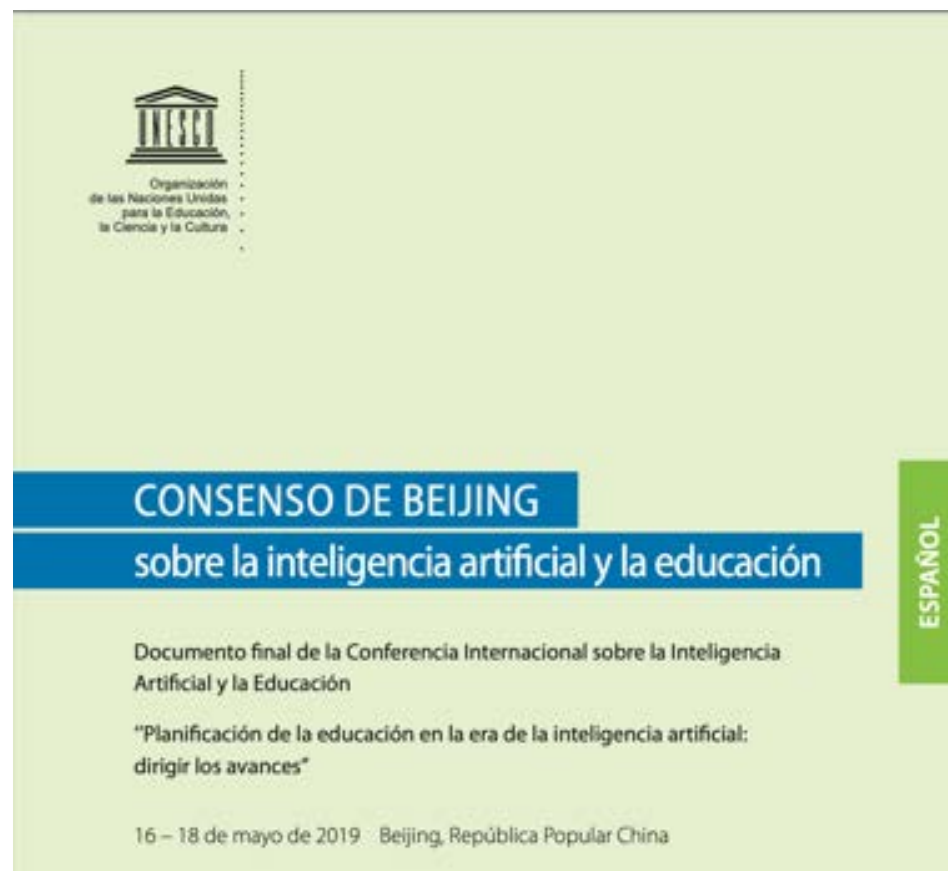 UNESCO
Organización
de las Naciones Unidas
para la Educación,
la Ciencia y la Cultura
CONSENSO DE BEIJING
sobre la inteligencia artificial y la educación
ESPAÑOL
Documento final de la Conferencia Internacional sobre la Inteligencia
Artificial y la Educación
“Planificación de la educación en la era de la inteligencia artificial:
dirigir los avances”
16 – 18 de mayo de 2019 Beijing, República Popular China